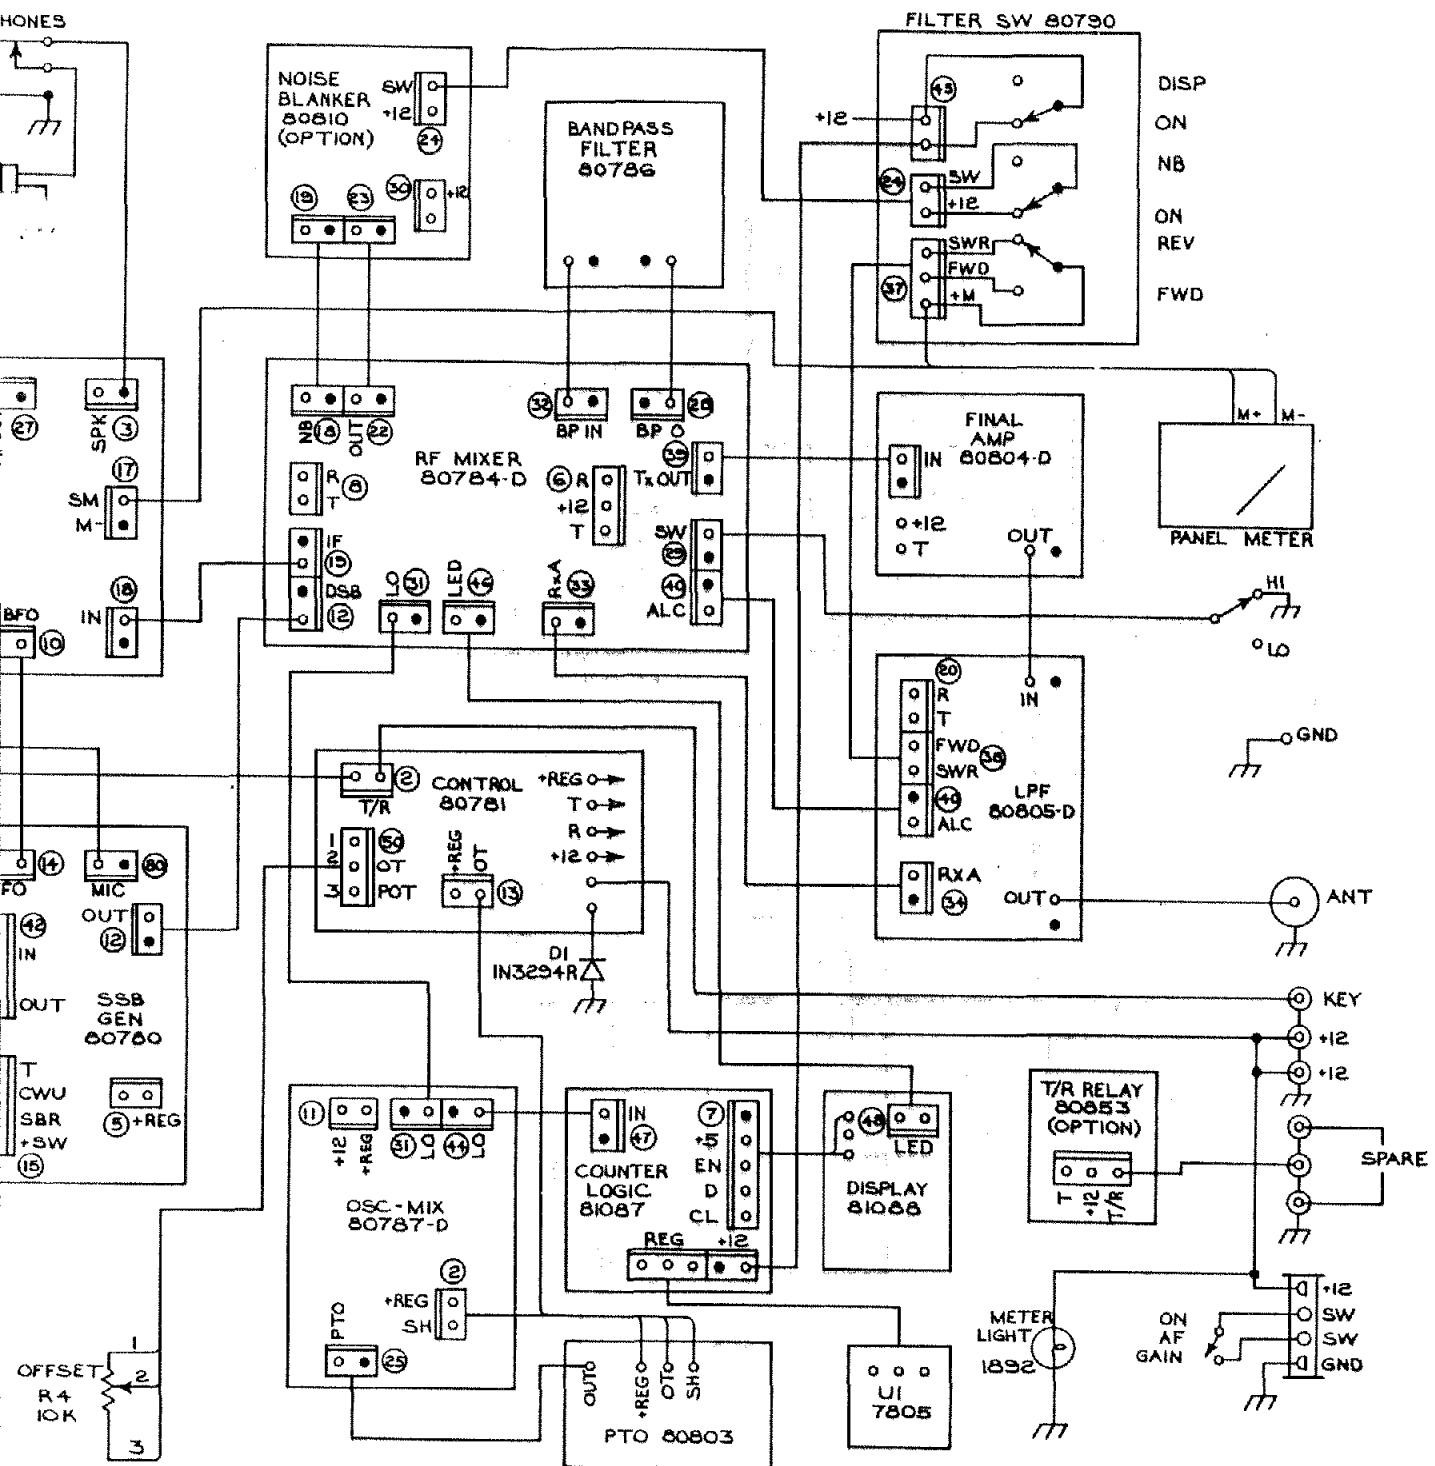 HONES
FILTER SW 80790
NOISE
BLANKER
80810
(OPTION)
SW
+12
24
30
+12
19
23
BANDPASS
FILTER
80786
+12
45
DISP
ON
24
SW
+12
NB
ON
37
SWR
FWD
+M
REV
FWD
27
SPK
3
17
SM
M-
18
IN
BFO
10
NB
18
OUT
22
RF MIXER
80784-D
32
BP IN
BP O
28
R
T
8
6
R
+12
T
39
Tx OUT
IF
19
DSB
12
LO
31
LED
46
RxA
33
SW
29
40
ALC
FINAL
AMP
80804-D
IN
+12
T
OUT
M+
M-
PANEL METER
HI
LO
GND
20
R
T
IN
FWD
38
SWR
40
ALC
LPF
80805-D
RXA
34
OUT
ANT
2
T/R
CONTROL
80781
+REG
T
R
+12
1
2
3
50
OT
POT
+REG
OT
13
D1
IN3294R
14
FO
MIC
80
OUT
12
42
IN
OUT
SSB
GEN
80780
T
CWU
SBR
+SW
15
5
+REG
KEY
+12
+12
SPARE
11
+12
+REG
31
LO
44
LO
OSC-MIX
80787-D
2
+REG
SH
PTO
25
IN
47
COUNTER
LOGIC
81087
7
+5
EN
D
CL
REG
+12
48
LED
DISPLAY
81088
T/R RELAY
80853
(OPTION)
T
+12
T/R
OUT
+REG
OT
SH
PTO 80803
U1
7805
METER
LIGHT
1892
ON
AF
GAIN
+12
SW
SW
GND
OFFSET
R4
10K
1
2
3